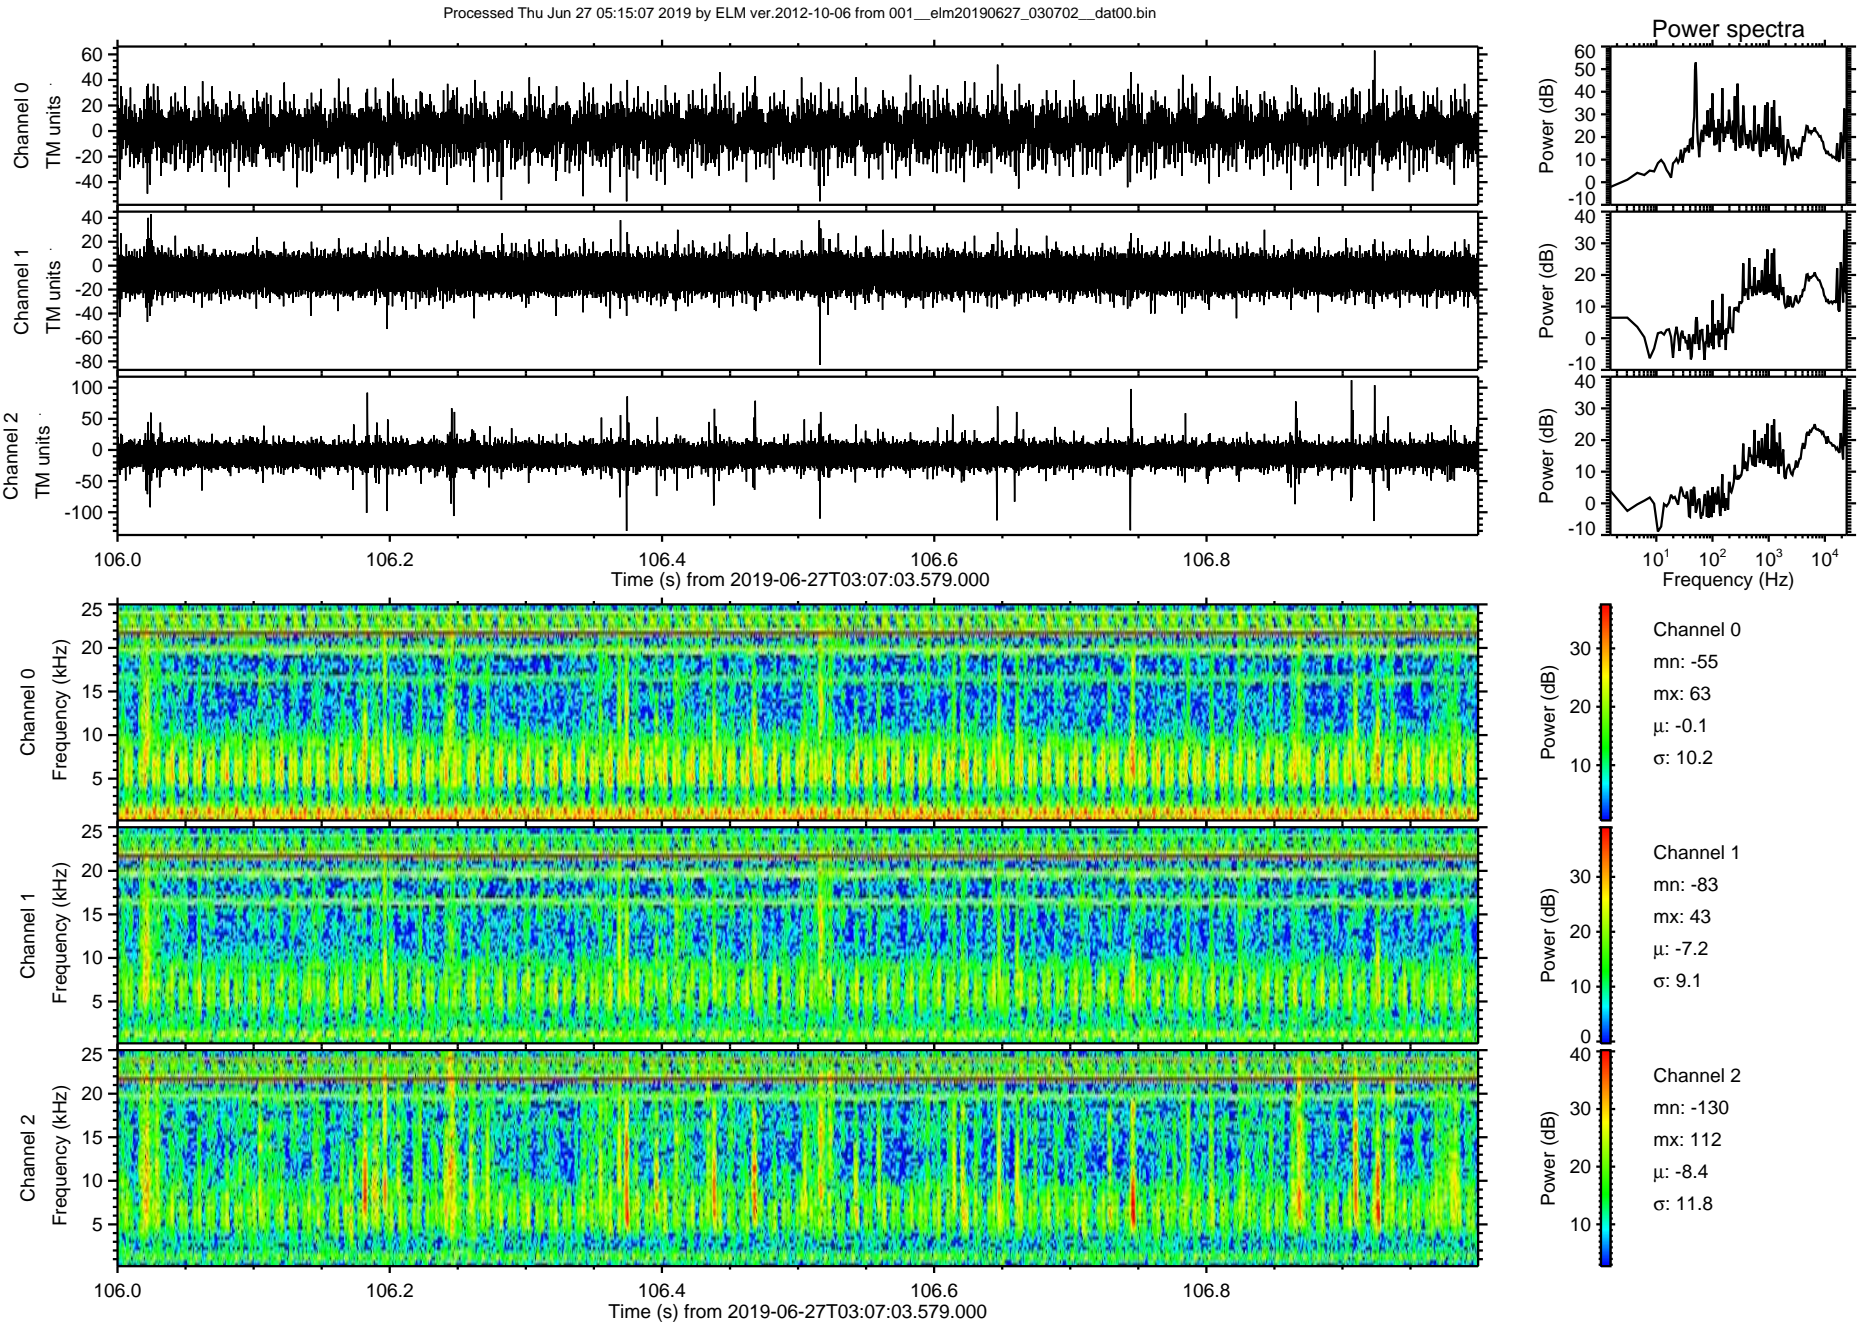 Processed Thu Jun 27 05:15:07 2019 by ELM ver.2012-10-06 from 001__elm20190627_030702__dat00.bin
Power spectra
Channel 0
TM units
60
40
20
0
-20
-40
Power (dB)
60
50
40
30
20
10
0
-10
Channel 1
TM units
40
20
0
-20
-40
-60
-80
Power (dB)
40
30
20
10
0
-10
Channel 2
TM units
100
50
0
-50
-100
Power (dB)
40
30
20
10
0
-10
106.0 106.2 106.4 106.6 106.8
Time (s) from 2019-06-27T03:07:03.579.000
10^1 10^2 10^3 10^4
Frequency (Hz)
Channel 0
Frequency (kHz)
25
20
15
10
5
Power (dB)
30
20
10
Channel 0
mn: -55
mx: 63
μ: -0.1
σ: 10.2
Channel 1
Frequency (kHz)
25
20
15
10
5
Power (dB)
30
20
10
0
Channel 1
mn: -83
mx: 43
μ: -7.2
σ: 9.1
Channel 2
Frequency (kHz)
25
20
15
10
5
Power (dB)
40
30
20
10
Channel 2
mn: -130
mx: 112
μ: -8.4
σ: 11.8
106.0 106.2 106.4 106.6 106.8
Time (s) from 2019-06-27T03:07:03.579.000